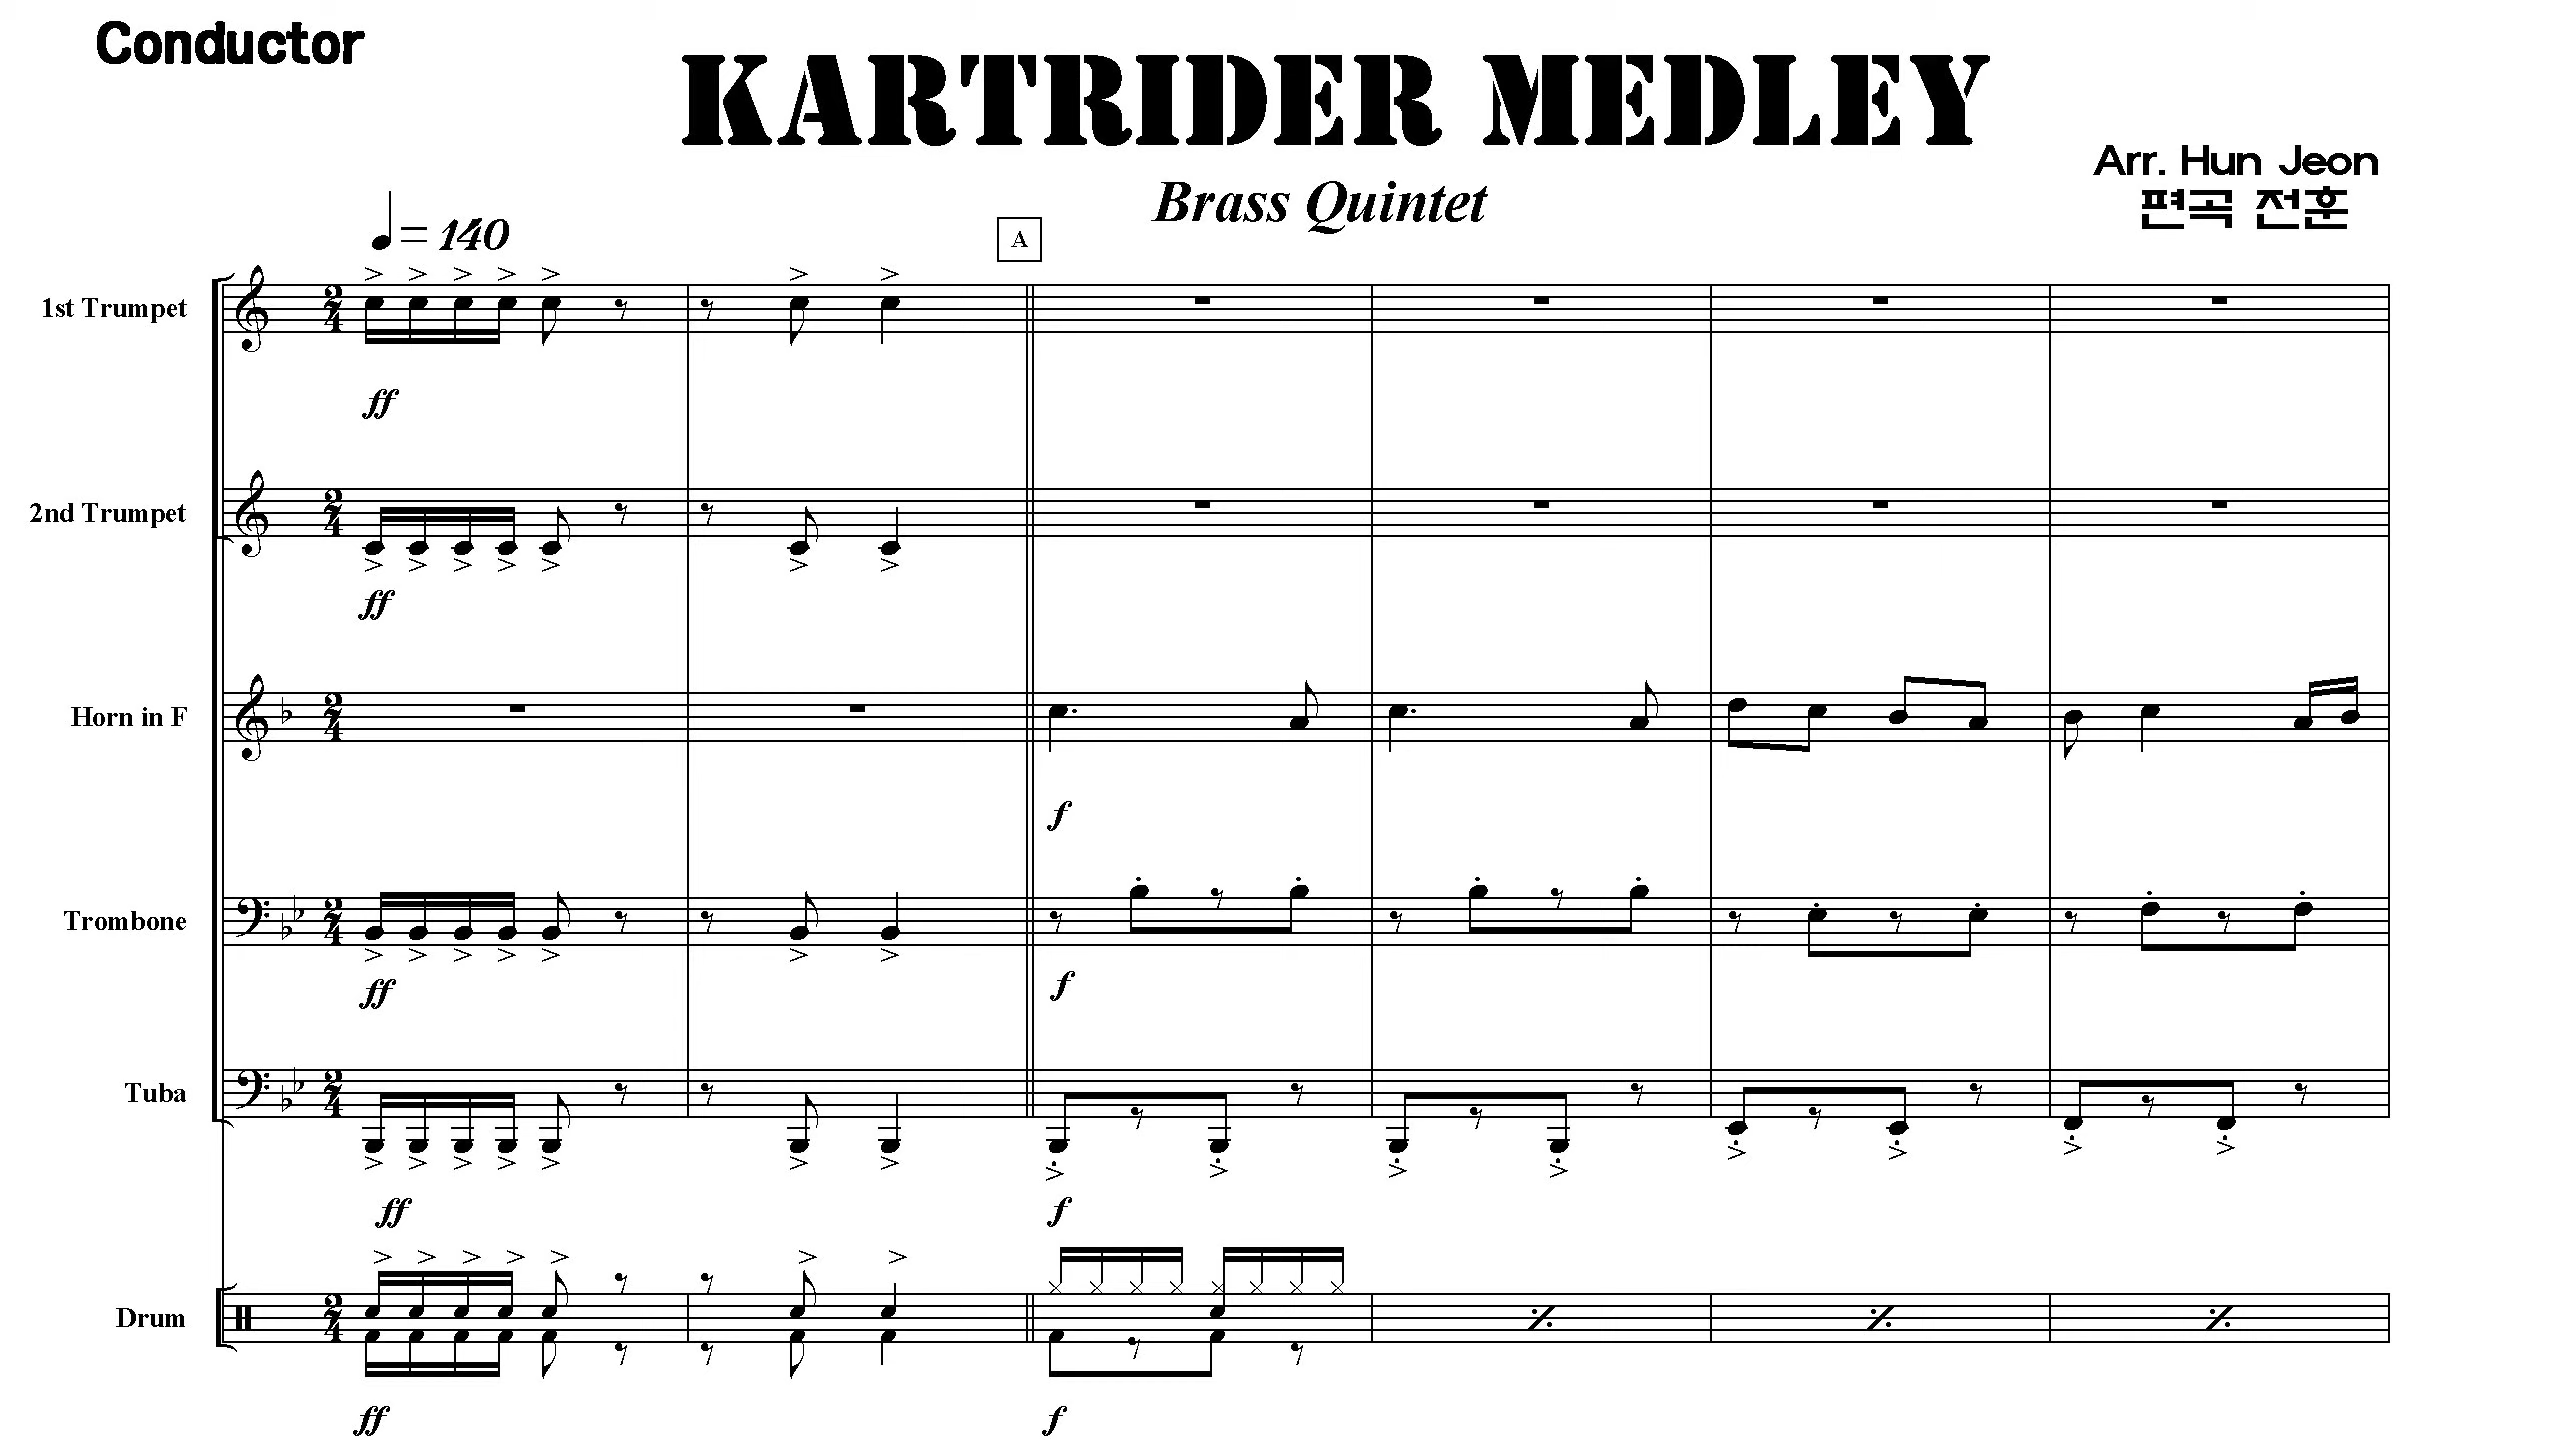 Conductor
KARTRIDER MEDLEY
Arr. Hun Jeon
Brass Quintet
편곡 전훈
= 140
A
1st Trumpet
ff
2nd Trumpet
ff
Horn in F
f
Trombone
ff f
Tuba
ff f
Drum
ff f